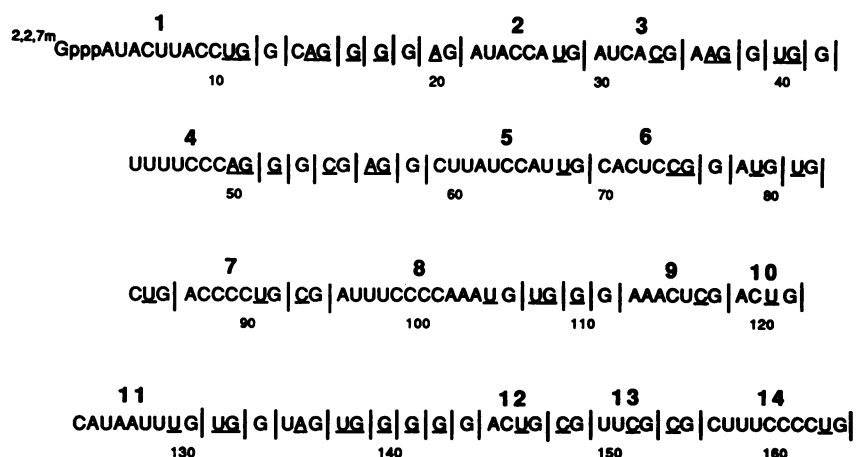 1 2 3
2,2,7mGpppAUACUUACCUG|G|CAG|G|G|G|AG|AUACCAUG|AUCACG|AAG|G|UG|G|
10 20 30 40
4 5 6
UUUUCCCAG|G|G|CG|AG|G|CUUAUCCAUUG|CACUCCG|G|AUG|UG|
50 60 70 80
7 8 9 10
CUG|ACCCCUG|CG|AUUUCCCCAAAUG|UG|G|G|AAACUCG|ACUG|
90 100 110 120
11 12 13 14
CAUAAUUUG|UG|G|UAG|UG|G|G|G|G|ACUG|CG|UUCG|CG|CUUUCCCCUG|
130 140 150 160